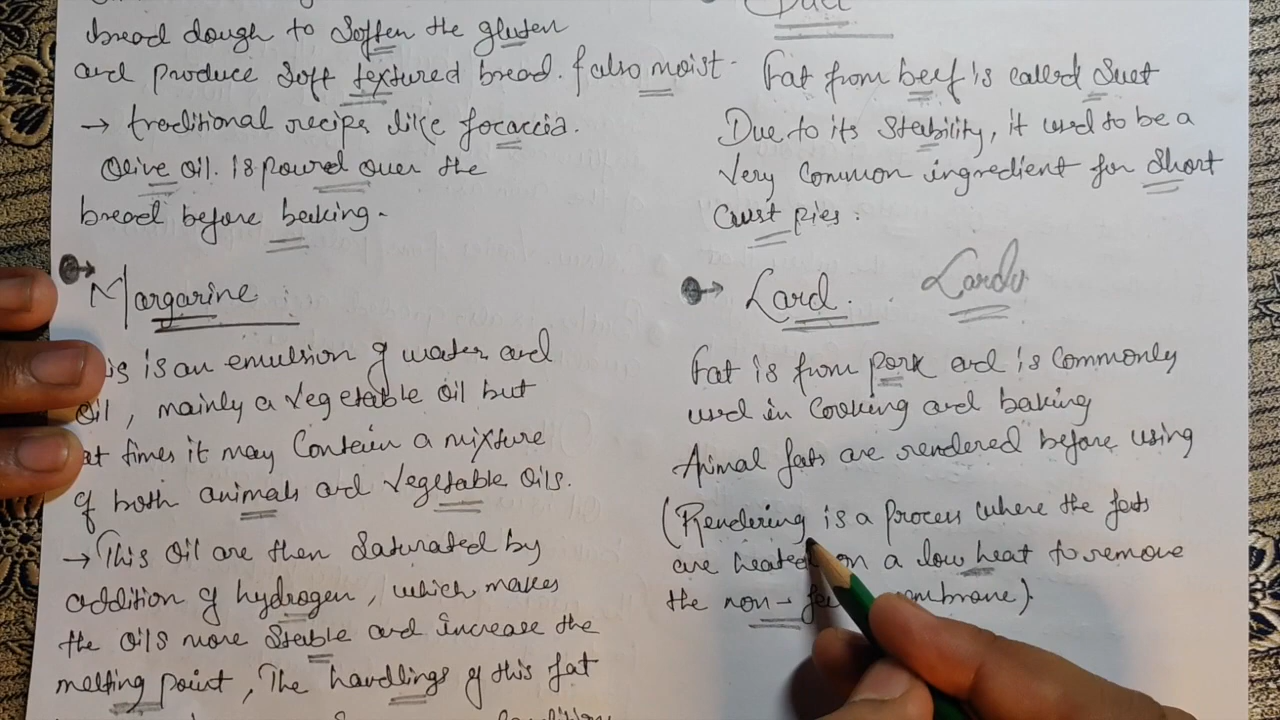 bread dough to Soften the gluten
and produce soft textured bread. & also moist.
→ traditional recipe like focaccia.
Olive oil. is poured over the
bread before baking.
Margarine :
is is an emulsion of water and
oil, mainly a vegetable oil but
at times it may Contain a mixture
of both animals and vegetable oils.
→ This oil are then Saturated by
addition of hydrogen, which makes
the oils more Stable and increase the
melting point, The handlings of this fat
Suet
Fat from beef is called Suet
Due to its Stability, it used to be a
Very Common ingredient for Short
Crust pies.
Lard. Lardo
Fat is from pork and is Commonly
used in Cooking and baking
Animal fats are rendered before using
(Rendering is a process where the fats
are heated on a low heat to remove
the non-